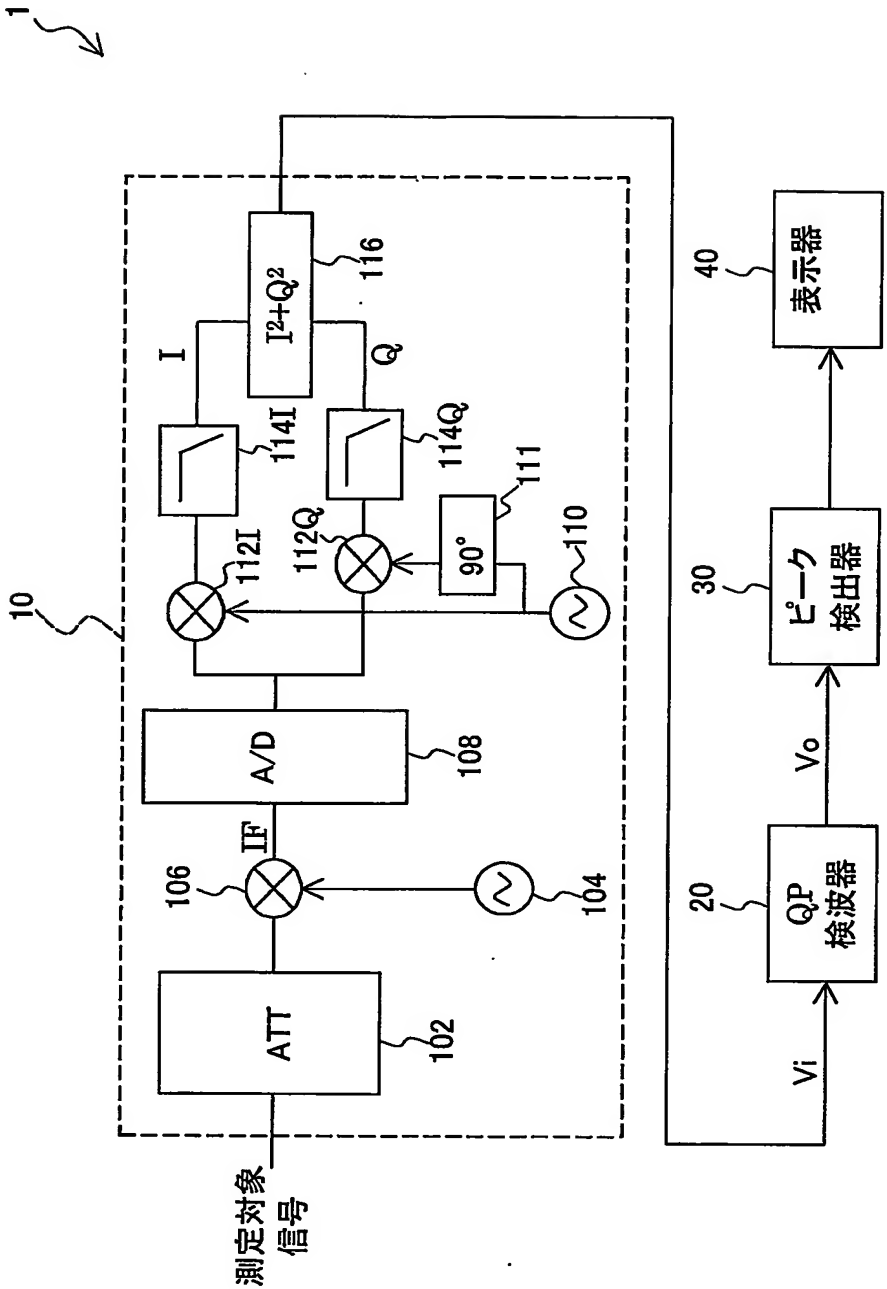 1
10
測定対象
信号
ATT
102
106
IF
104
A/D
108
112I
112Q
90°
111
110
114I
114Q
I
Q
I²+Q²
116
Vi
20
QP
検波器
Vo
30
ピーク
検出器
40
表示器